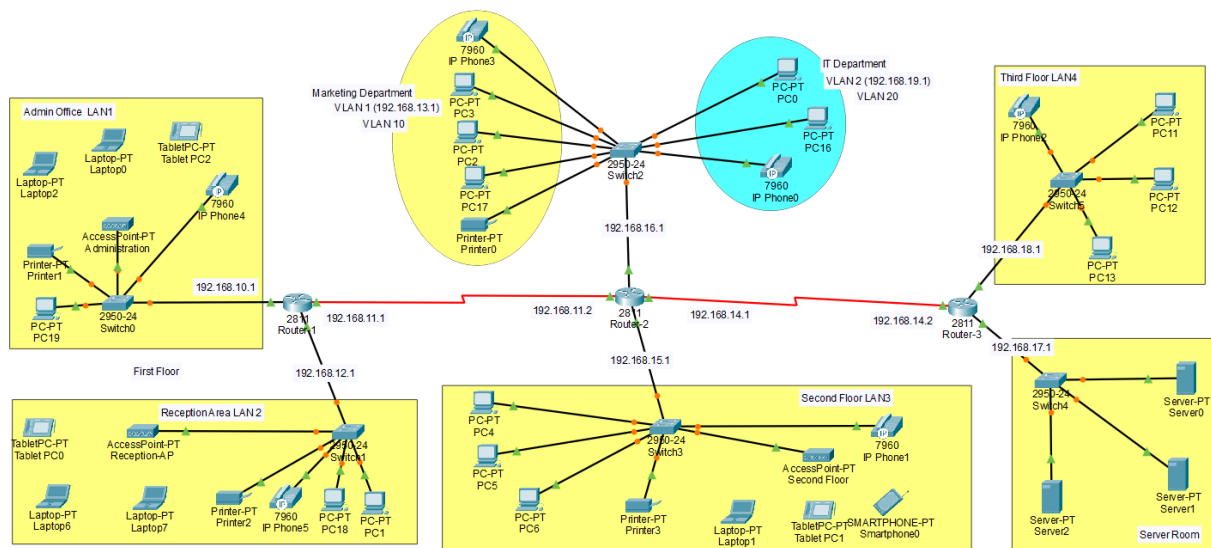 Admin Office LAN1
Laptop-PT
Laptop0
TabletPC-PT
Tablet PC2
Laptop-PT
Laptop2
7960
IP Phone4
AccessPoint-PT
Administration
Printer-PT
Printer1
PC-PT
PC19
2950-24
Switch0
192.168.10.1
2811
Router-1
192.168.11.1
First Floor
192.168.12.1
Reception Area LAN 2
TabletPC-PT
Tablet PC0
AccessPoint-PT
Reception-AP
2950-24
Switch1
Laptop-PT
Laptop6
Laptop-PT
Laptop7
Printer-PT
Printer2
7960
IP Phone5
PC-PT
PC18
PC-PT
PC1
7960
IP Phone3
Marketing Department
VLAN 1 (192.168.13.1)
VLAN 10
PC-PT
PC3
PC-PT
PC2
PC-PT
PC17
Printer-PT
Printer0
2950-24
Switch2
IT Department
VLAN 2 (192.168.19.1)
VLAN 20
PC-PT
PC0
PC-PT
PC16
7960
IP Phone0
192.168.16.1
192.168.11.2
2811
Router-2
192.168.14.1
192.168.15.1
Second Floor LAN3
PC-PT
PC4
PC-PT
PC5
PC-PT
PC6
2950-24
Switch3
Printer-PT
Printer3
7960
IP Phone1
AccessPoint-PT
Second Floor
Laptop-PT
Laptop1
TabletPC-PT
Tablet PC1
SMARTPHONE-PT
Smartphone0
Third Floor LAN4
7960
IP Phone2
PC-PT
PC11
2950-24
Switch5
PC-PT
PC12
PC-PT
PC13
192.168.18.1
192.168.14.2
2811
Router-3
192.168.17.1
2950-24
Switch4
Server-PT
Server0
Server-PT
Server1
Server-PT
Server2
Server Room